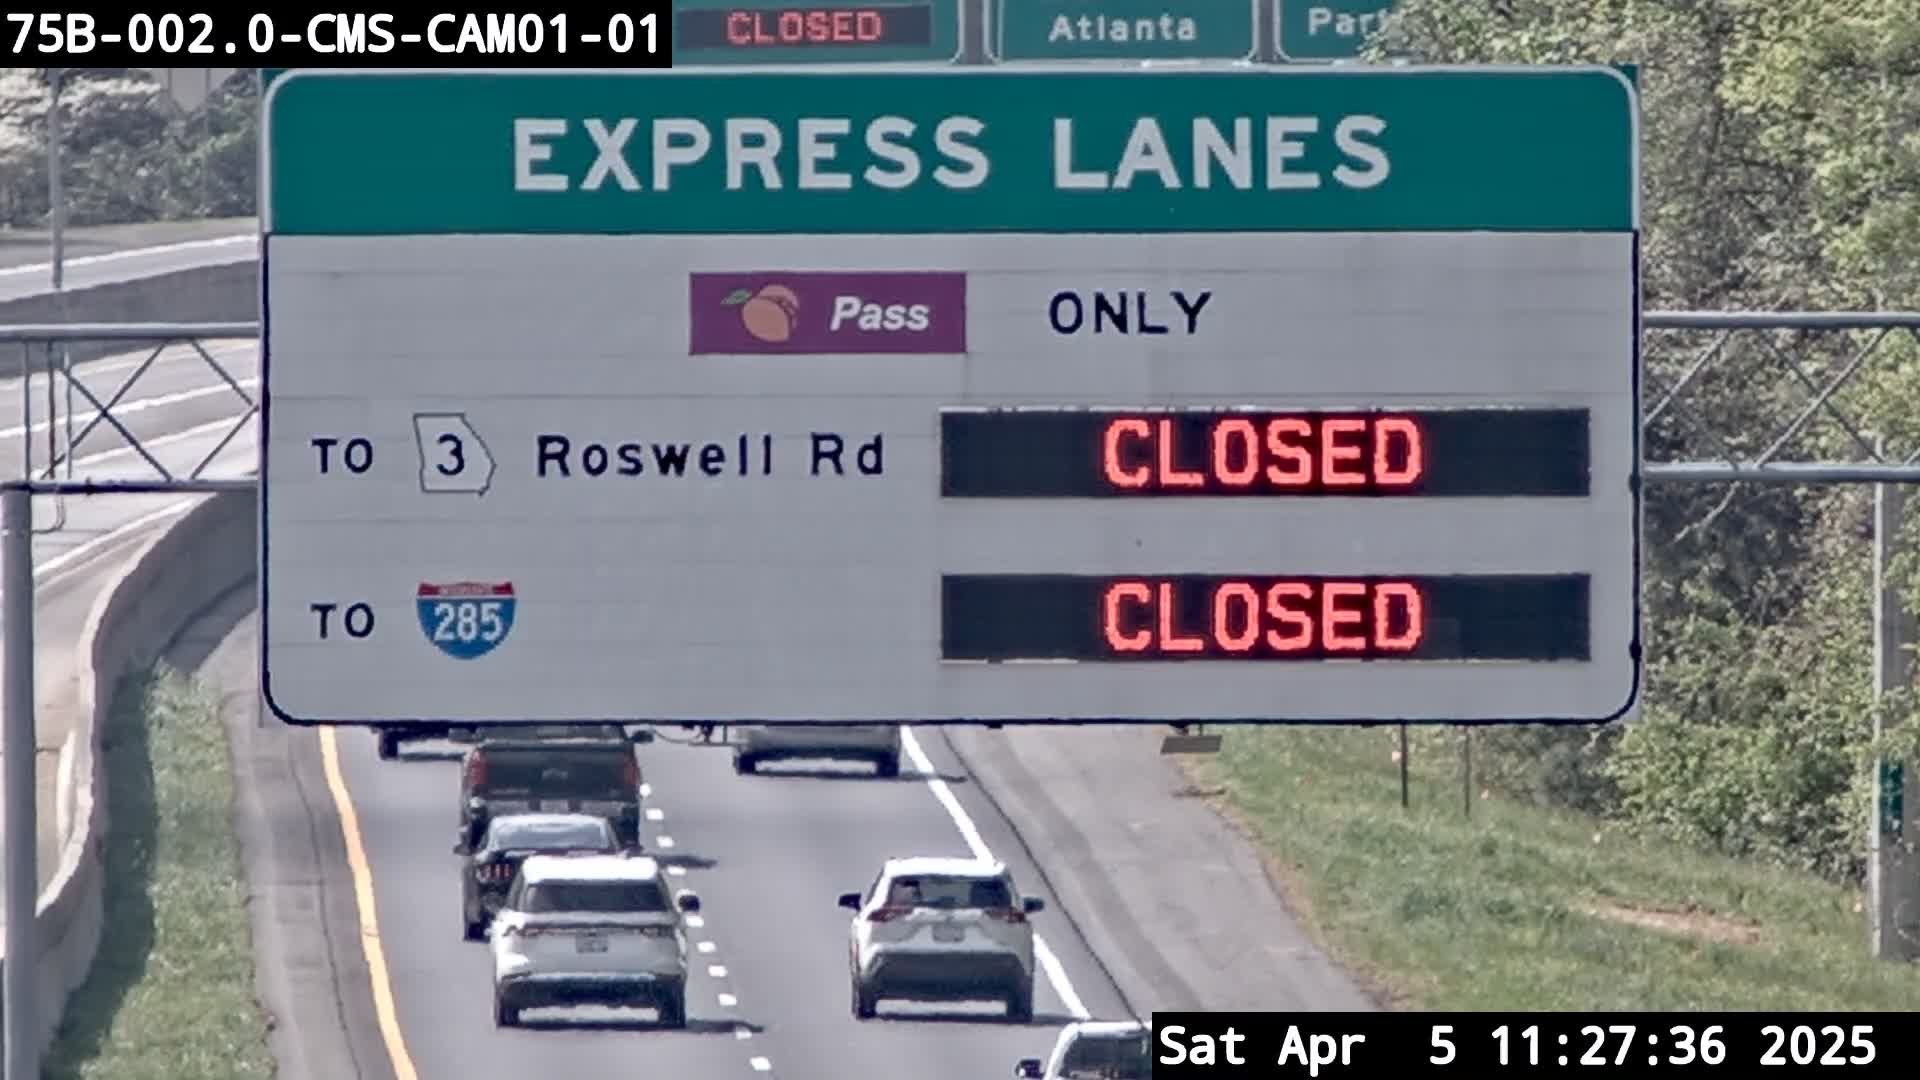 75B-002.0-CMS-CAM01-01
CLOSED
Atlanta
EXPRESS LANES
Pass ONLY
TO 3 Roswell Rd CLOSED
TO 285 CLOSED
Sat Apr 5 11:27:36 2025